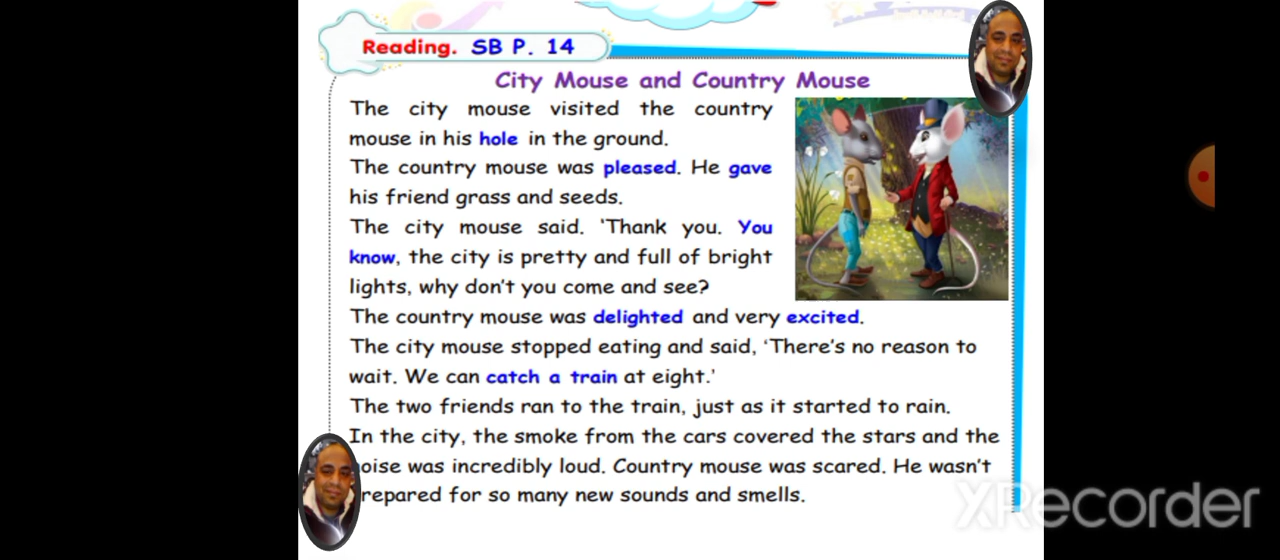 Reading. SB P. 14
City Mouse and Country Mouse
The city mouse visited the country
mouse in his hole in the ground.
The country mouse was pleased. He gave
his friend grass and seeds.
The city mouse said. 'Thank you. You
know, the city is pretty and full of bright
lights, why don't you come and see?
The country mouse was delighted and very excited.
The city mouse stopped eating and said, 'There's no reason to
wait. We can catch a train at eight.'
The two friends ran to the train, just as it started to rain.
In the city, the smoke from the cars covered the stars and the
oise was incredibly loud. Country mouse was scared. He wasn't
repared for so many new sounds and smells.
XRecorder